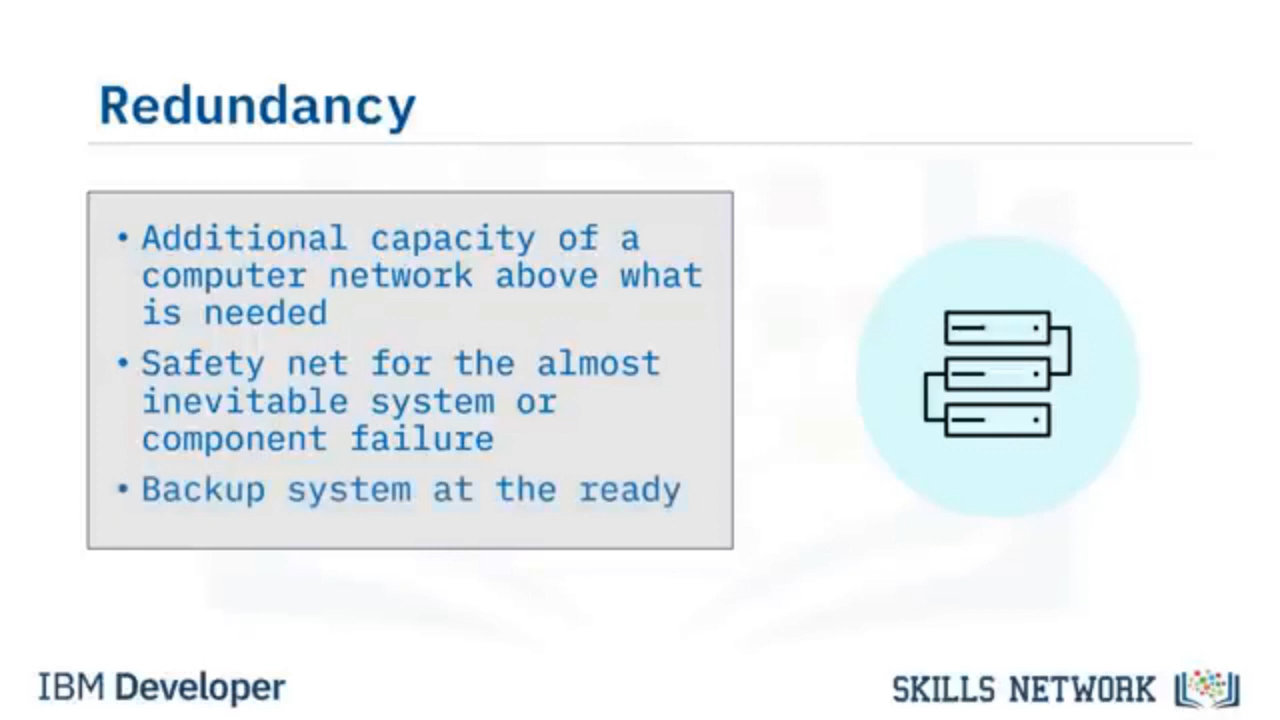 Redundancy
• Additional capacity of a
computer network above what
is needed
• Safety net for the almost
inevitable system or
component failure
• Backup system at the ready
IBM Developer
SKILLS NETWORK